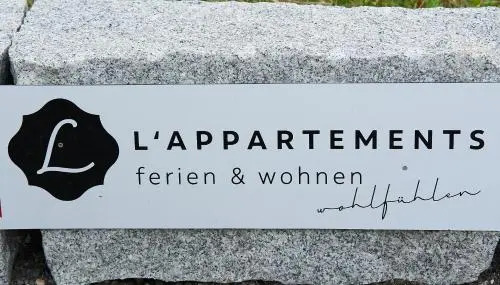 L
L‘APPARTEMENTS
ferien & wohnen
wohlfühlen